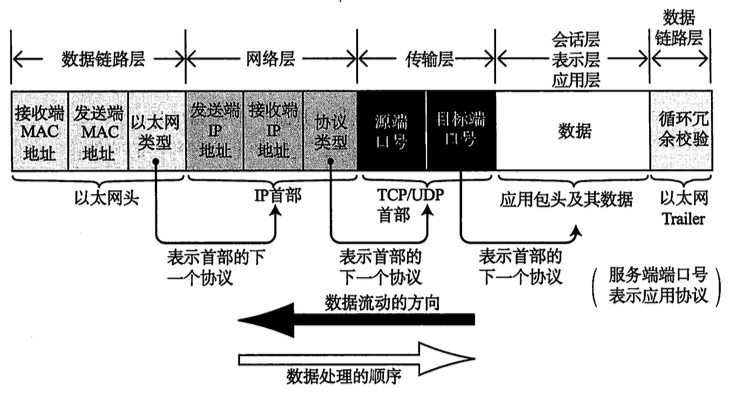 数据链路层
网络层
传输层
会话层
表示层
应用层
数据
链路层
接收端
MAC
地址
发送端
MAC
地址
以太网
类型
发送端
IP
地址
接收端
IP
地址
协议
类型
源端
口号
目标端
口号
数据
循环冗
余校验
以太网头
IP首部
TCP/UDP
首部
应用包头及其数据
以太网
Trailer
表示首部的下
一个协议
表示首部的
下一个协议
表示首部的
下一个协议
(服务端端口号
表示应用协议)
数据流动的方向
数据处理的顺序